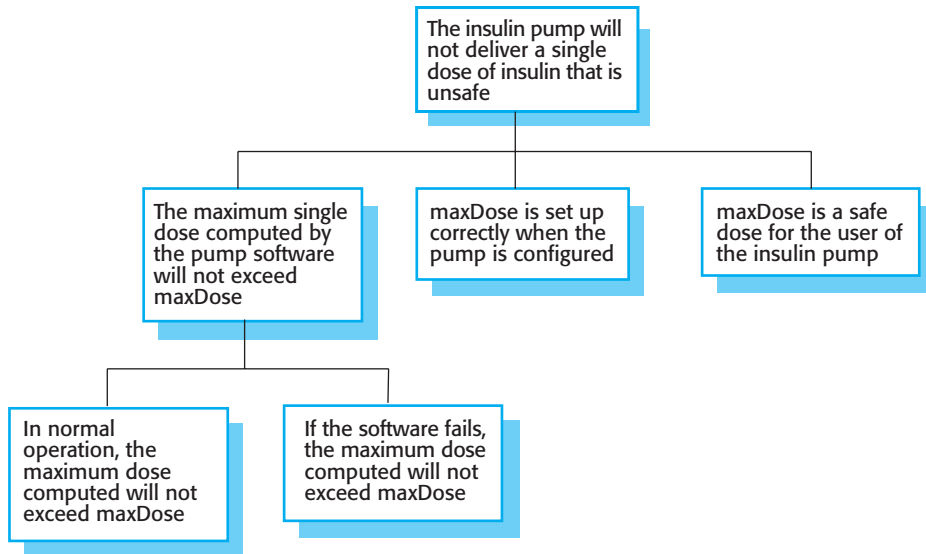 The insulin pump will
not deliver a single
dose of insulin that is
unsafe
The maximum single
dose computed by
the pump software
will not exceed
maxDose
maxDose is set up
correctly when the
pump is configured
maxDose is a safe
dose for the user of
the insulin pump
In normal
operation, the
maximum dose
computed will not
exceed maxDose
If the software fails,
the maximum dose
computed will not
exceed maxDose